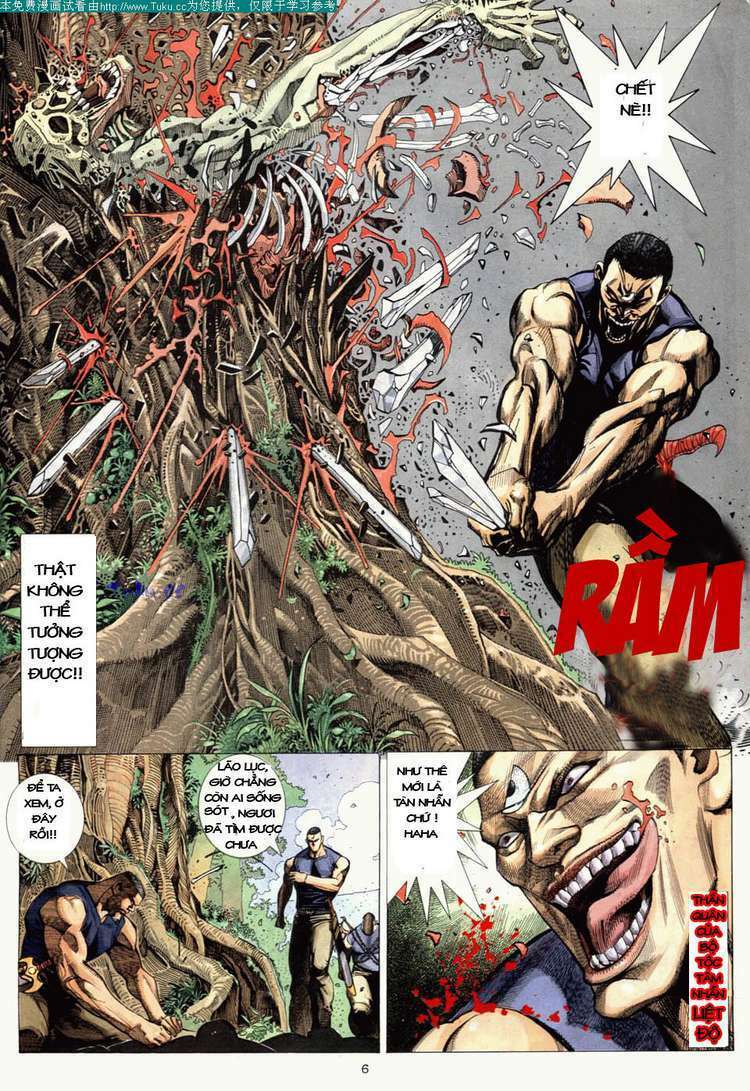 本免费漫画试看由http://www.Tuku.cc为您提供，仅限于学习参考
CHẾT
NÈ!!
RẦM
THẬT
KHÔNG
THỂ
TƯỞNG
TƯỢNG
ĐƯỢC!!
ĐỂ TA
XEM, Ở
ĐÂY
RỒI!!
LÃO LỤC,
GIỜ CHẲNG
CÒN AI SỐNG
SÓT, NGƯƠI
ĐÃ TÌM ĐƯỢC
CHƯA
NHƯ THẾ
MỚI LÀ
TÀN NHẪN
CHỨ !
HAHA
THẦN
QUÂN CỦA
BỘ
TỘC
TÂM
NHÃN
LIỆT
ĐỘ
6